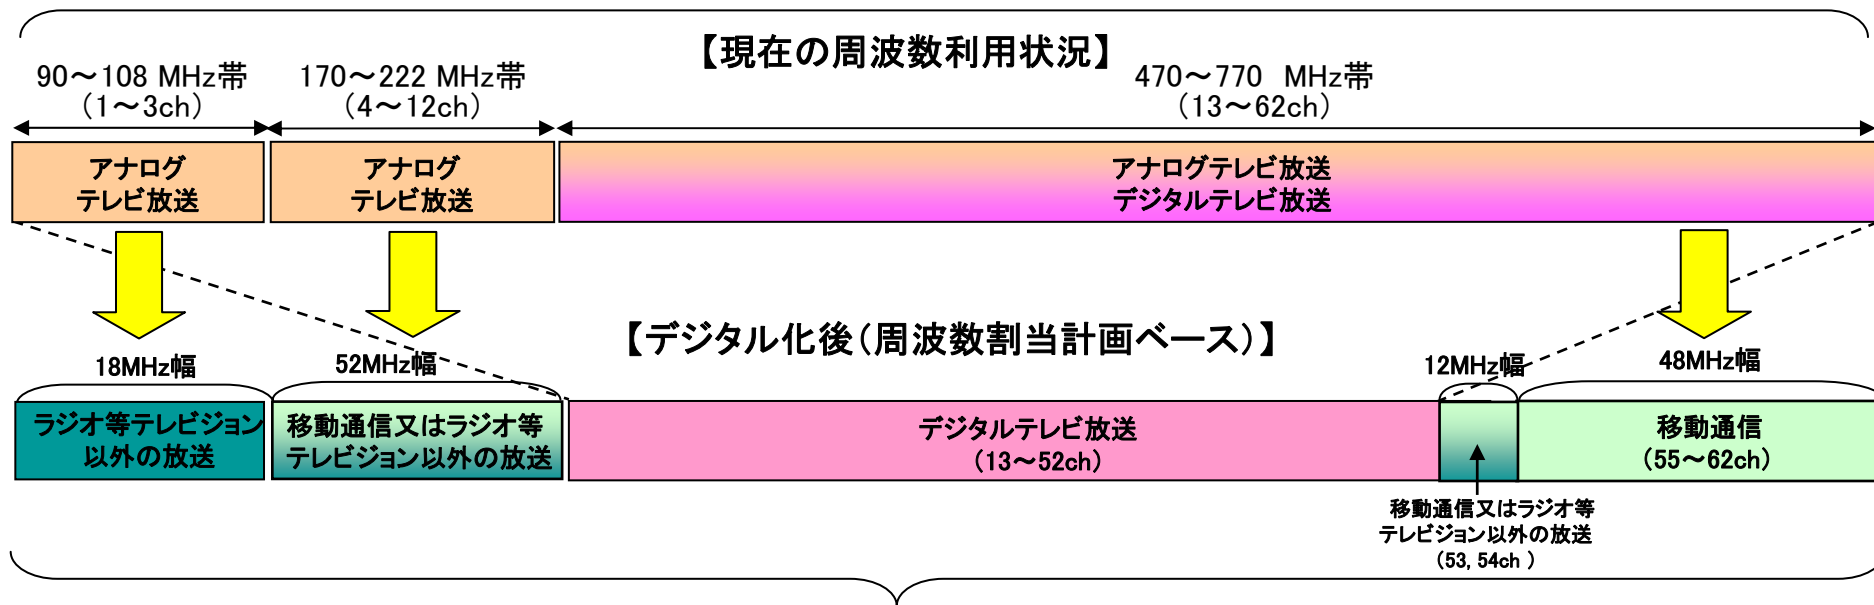 【現在の周波数利用状況】
90～108 MHz帯
（1～3ch）
170～222 MHz帯
（4～12ch）
470～770 MHz帯
（13～62ch）
アナログ
テレビ放送
アナログ
テレビ放送
アナログテレビ放送
デジタルテレビ放送
【デジタル化後（周波数割当計画ベース）】
18MHz幅
52MHz幅
12MHz幅
48MHz幅
ラジオ等テレビジョン
以外の放送
移動通信又はラジオ等
テレビジョン以外の放送
デジタルテレビ放送
（13～52ch）
移動通信
（55～62ch）
移動通信又はラジオ等
テレビジョン以外の放送
（53, 54ch ）